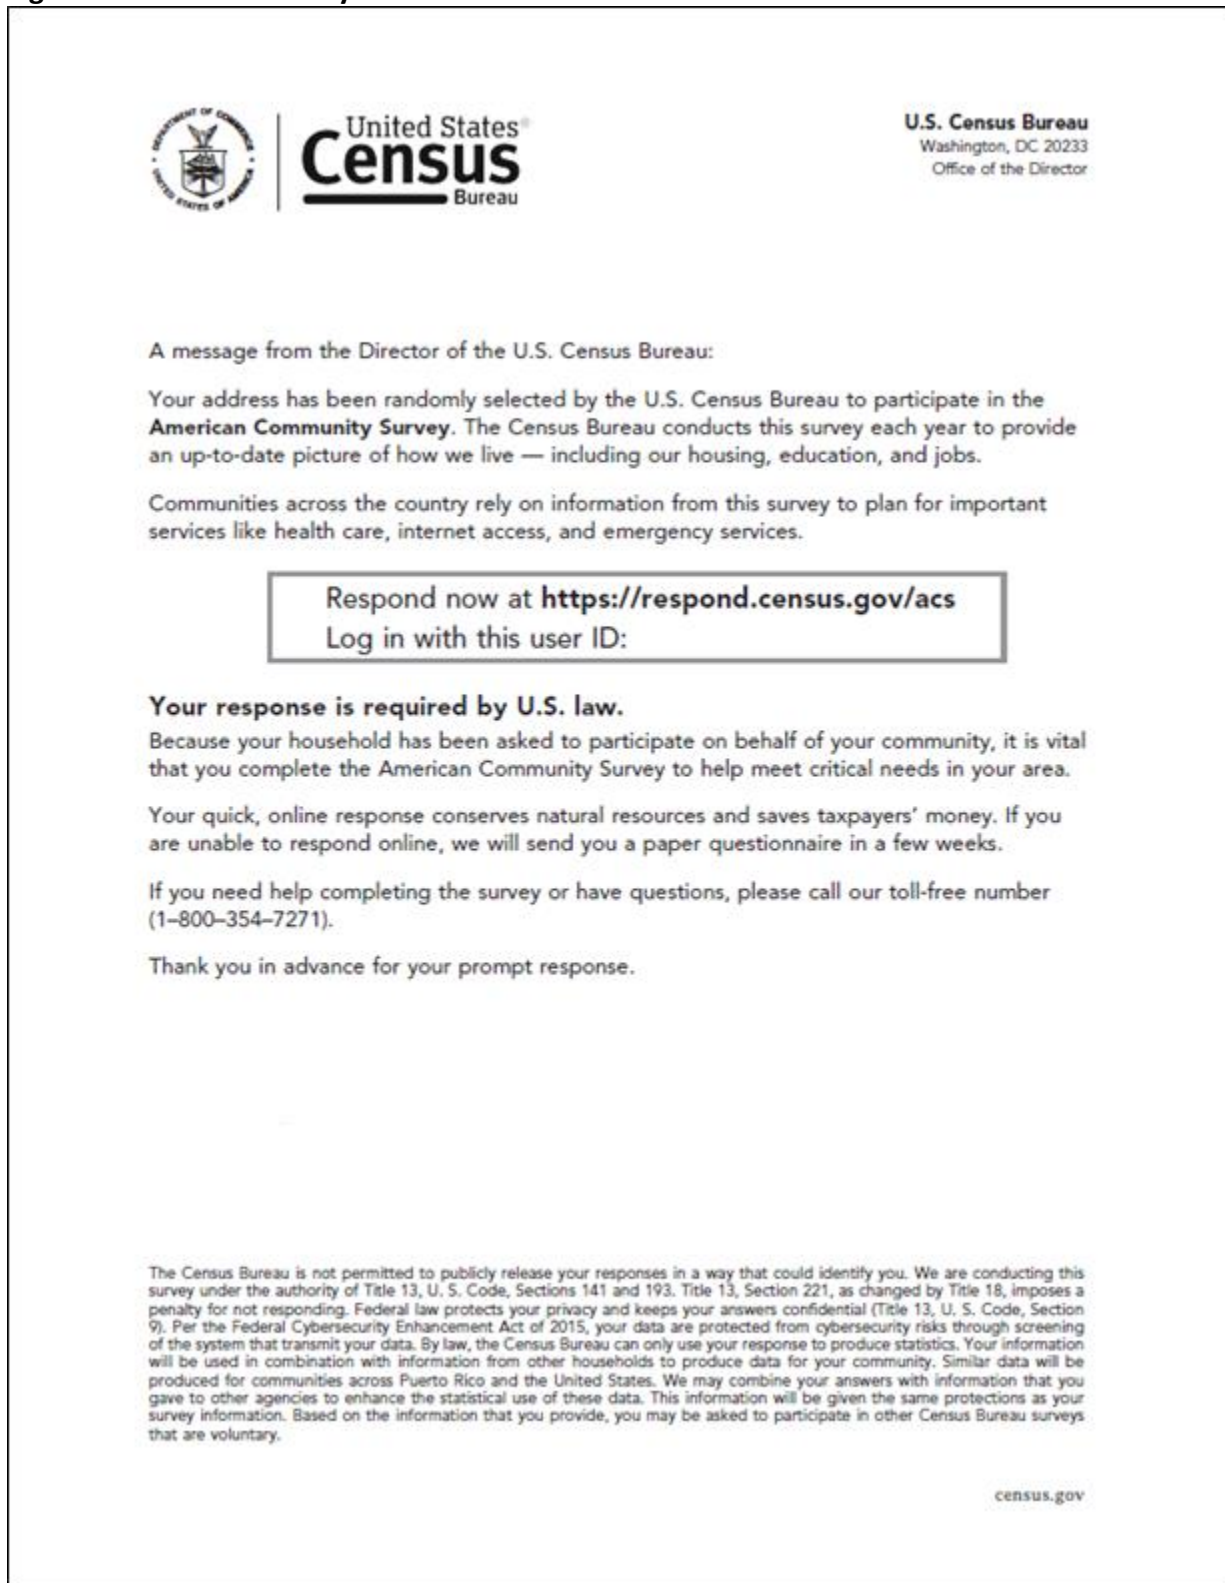 DEPARTMENT OF COMMERCE
UNITED STATES OF AMERICA
United States®
Census
Bureau
U.S. Census Bureau
Washington, DC 20233
Office of the Director
A message from the Director of the U.S. Census Bureau:
Your address has been randomly selected by the U.S. Census Bureau to participate in the
American Community Survey. The Census Bureau conducts this survey each year to provide
an up-to-date picture of how we live — including our housing, education, and jobs.
Communities across the country rely on information from this survey to plan for important
services like health care, internet access, and emergency services.
Respond now at https://respond.census.gov/acs
Log in with this user ID:
Your response is required by U.S. law.
Because your household has been asked to participate on behalf of your community, it is vital
that you complete the American Community Survey to help meet critical needs in your area.
Your quick, online response conserves natural resources and saves taxpayers’ money. If you
are unable to respond online, we will send you a paper questionnaire in a few weeks.
If you need help completing the survey or have questions, please call our toll-free number
(1–800–354–7271).
Thank you in advance for your prompt response.
The Census Bureau is not permitted to publicly release your responses in a way that could identify you. We are conducting this
survey under the authority of Title 13, U. S. Code, Sections 141 and 193. Title 13, Section 221, as changed by Title 18, imposes a
penalty for not responding. Federal law protects your privacy and keeps your answers confidential (Title 13, U. S. Code, Section
9). Per the Federal Cybersecurity Enhancement Act of 2015, your data are protected from cybersecurity risks through screening
of the system that transmit your data. By law, the Census Bureau can only use your response to produce statistics. Your information
will be used in combination with information from other households to produce data for your community. Similar data will be
produced for communities across Puerto Rico and the United States. We may combine your answers with information that you
gave to other agencies to enhance the statistical use of these data. This information will be given the same protections as your
survey information. Based on the information that you provide, you may be asked to participate in other Census Bureau surveys
that are voluntary.
census.gov